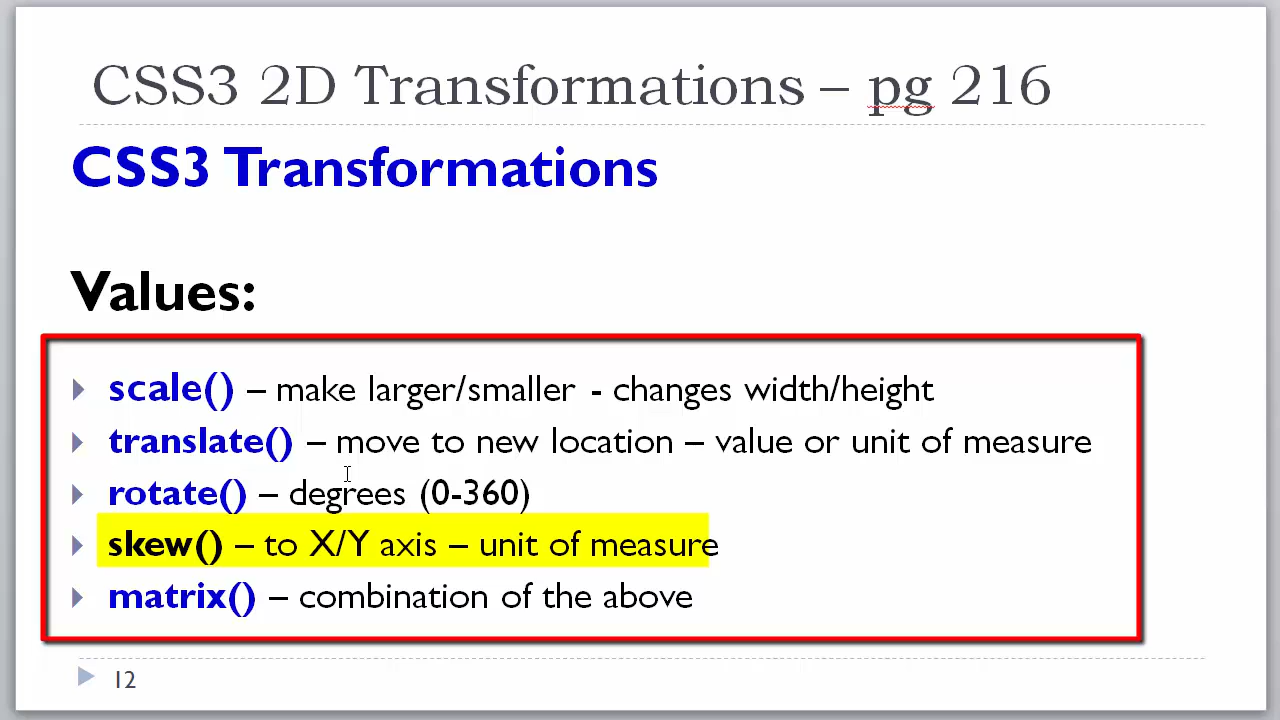 CSS3 2D Transformations – pg 216
CSS3 Transformations
Values:
scale() – make larger/smaller - changes width/height
translate() – move to new location – value or unit of measure
rotate() – degrees (0-360)
skew() – to X/Y axis – unit of measure
matrix() – combination of the above
12